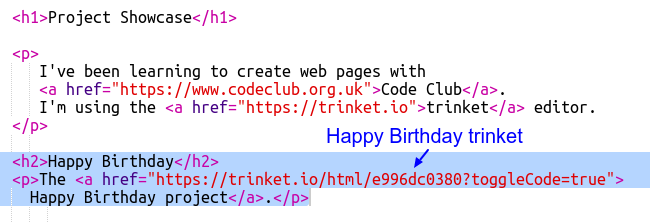 <h1>Project Showcase</h1>
<p>
I've been learning to create web pages with
<a href="https://www.codeclub.org.uk">Code Club</a>.
I'm using the <a href="https://trinket.io">trinket</a> editor.
</p>
Happy Birthday trinket
<h2>Happy Birthday</h2>
<p>The <a href="https://trinket.io/html/e996dc0380?toggleCode=true">
Happy Birthday project</a>.</p>